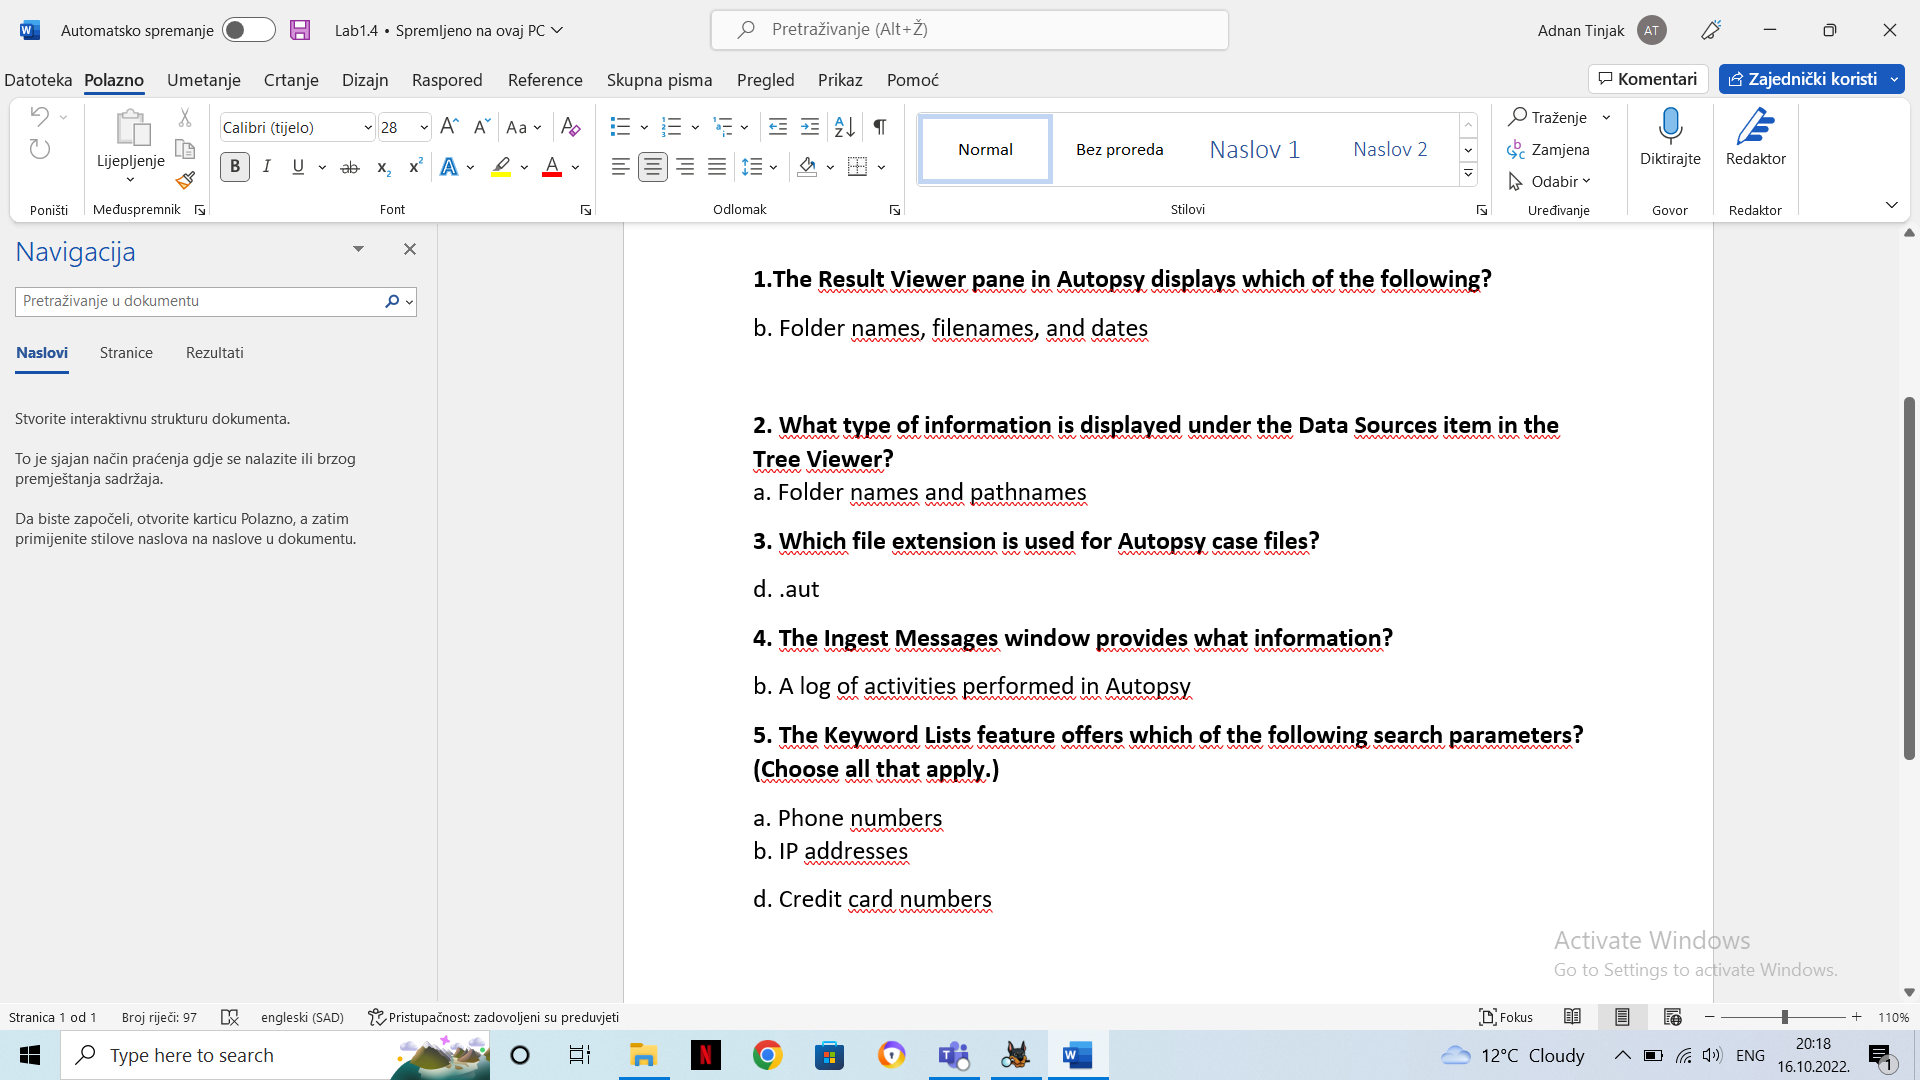 Automatsko spremanje
Lab1.4 • Spremljeno na ovaj PC
Pretraživanje (Alt+Ž)
Adnan Tinjak
AT
Datoteka Polazno Umetanje Crtanje Dizajn Raspored Reference Skupna pisma Pregled Prikaz Pomoć
Komentari
Zajednički koristi
Lijepljenje
Calibri (tijelo)
28
Normal
Bez proreda
Naslov 1
Naslov 2
Traženje
Zamjena
Odabir
Diktirajte
Redaktor
Poništi
Međuspremnik
Font
Odlomak
Stilovi
Uređivanje
Govor
Redaktor
Navigacija
Pretraživanje u dokumentu
Naslovi
Stranice
Rezultati
Stvorite interaktivnu strukturu dokumenta.
To je sjajan način praćenja gdje se nalazite ili brzog
premještanja sadržaja.
Da biste započeli, otvorite karticu Polazno, a zatim
primijenite stilove naslova na naslove u dokumentu.
1.The Result Viewer pane in Autopsy displays which of the following?
b. Folder names, filenames, and dates
2. What type of information is displayed under the Data Sources item in the
Tree Viewer?
a. Folder names and pathnames
3. Which file extension is used for Autopsy case files?
d. .aut
4. The Ingest Messages window provides what information?
b. A log of activities performed in Autopsy
5. The Keyword Lists feature offers which of the following search parameters?
(Choose all that apply.)
a. Phone numbers
b. IP addresses
d. Credit card numbers
Activate Windows
Go to Settings to activate Windows.
Stranica 1 od 1
Broj riječi: 97
engleski (SAD)
Pristupačnost: zadovoljeni su preduvjeti
Fokus
110%
Type here to search
12°C Cloudy
ENG
20:18
16.10.2022.
1